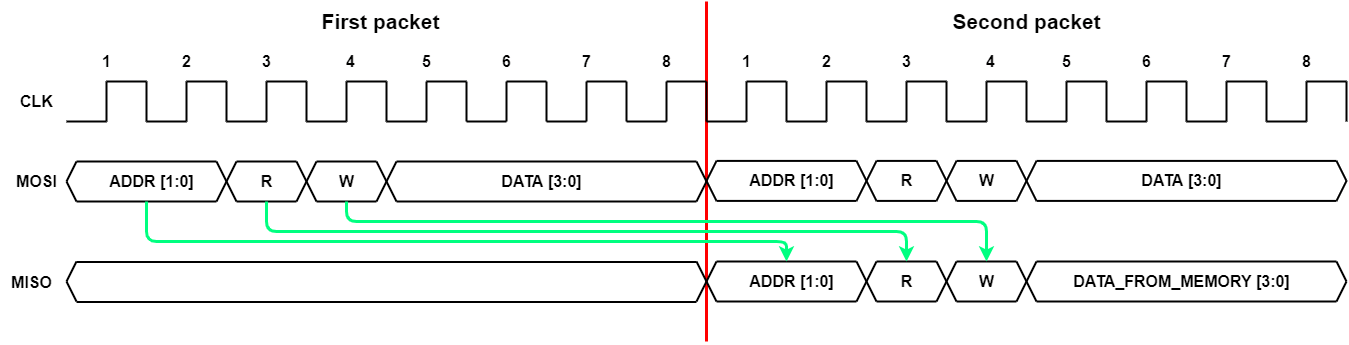 First packet Second packet
1 2 3 4 5 6 7 8 1 2 3 4 5 6 7 8
CLK
MOSI ADDR [1:0] R W DATA [3:0] ADDR [1:0] R W DATA [3:0]
MISO ADDR [1:0] R W DATA_FROM_MEMORY [3:0]